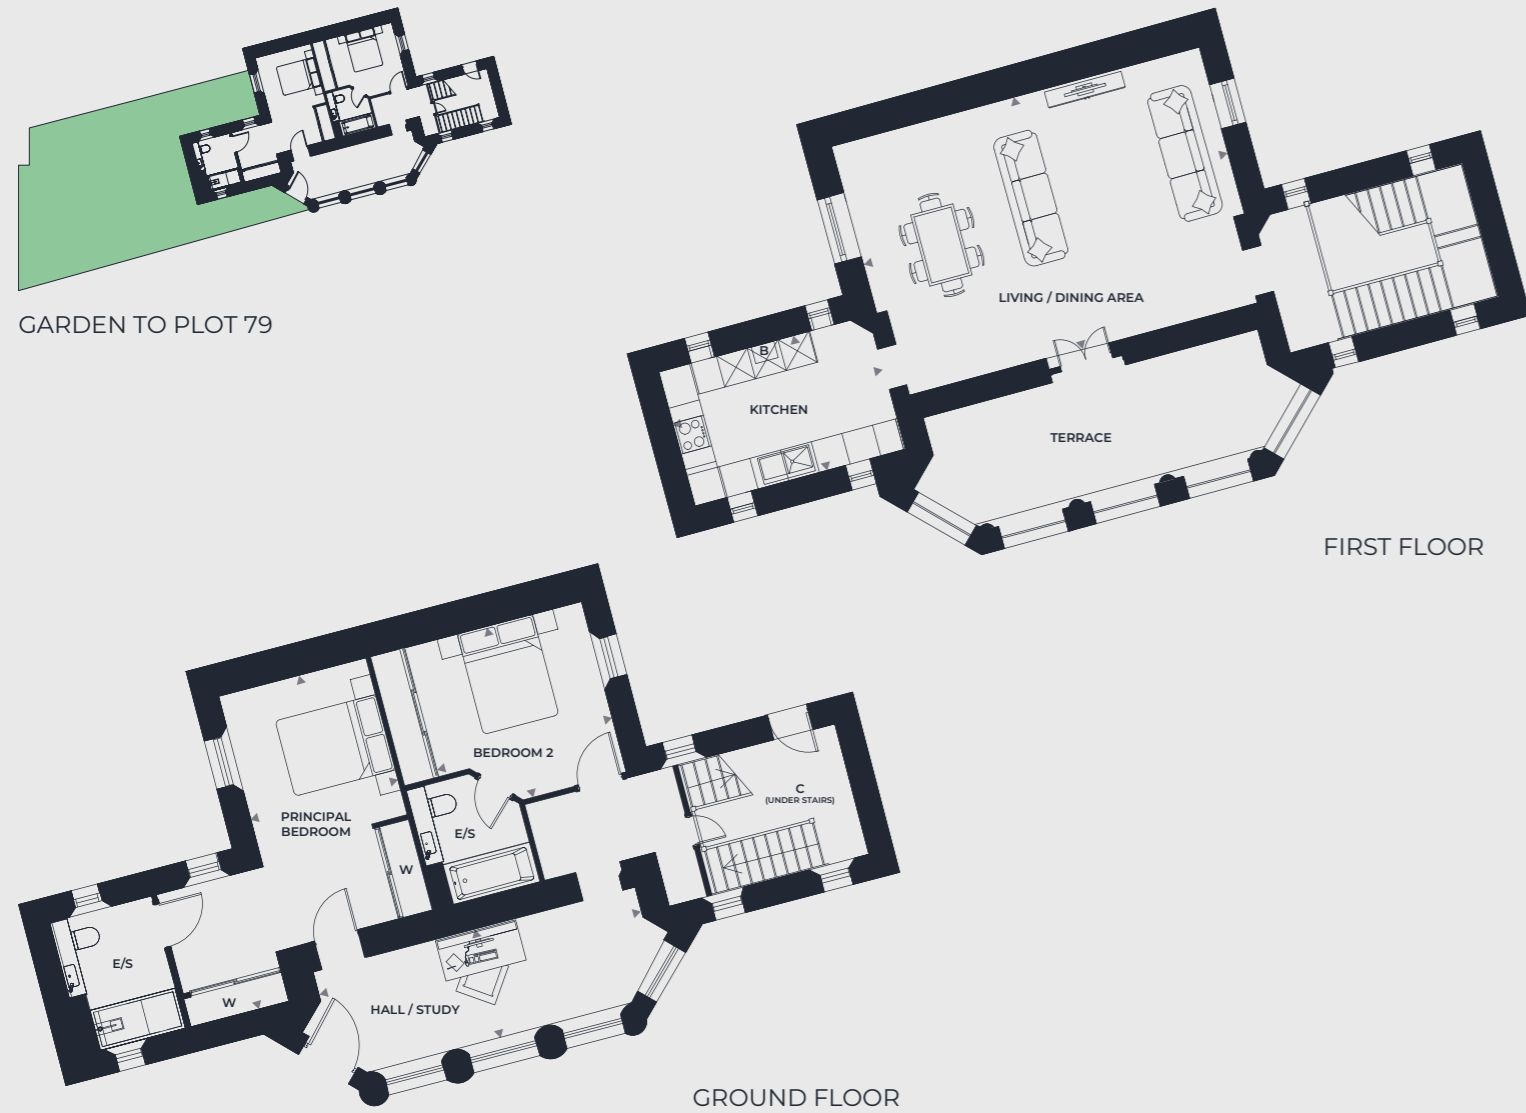 GARDEN TO PLOT 79
LIVING / DINING AREA
B
KITCHEN
TERRACE
FIRST FLOOR
BEDROOM 2
PRINCIPAL
BEDROOM
C
(UNDER STAIRS)
E/S
W
E/S
W
HALL / STUDY
GROUND FLOOR